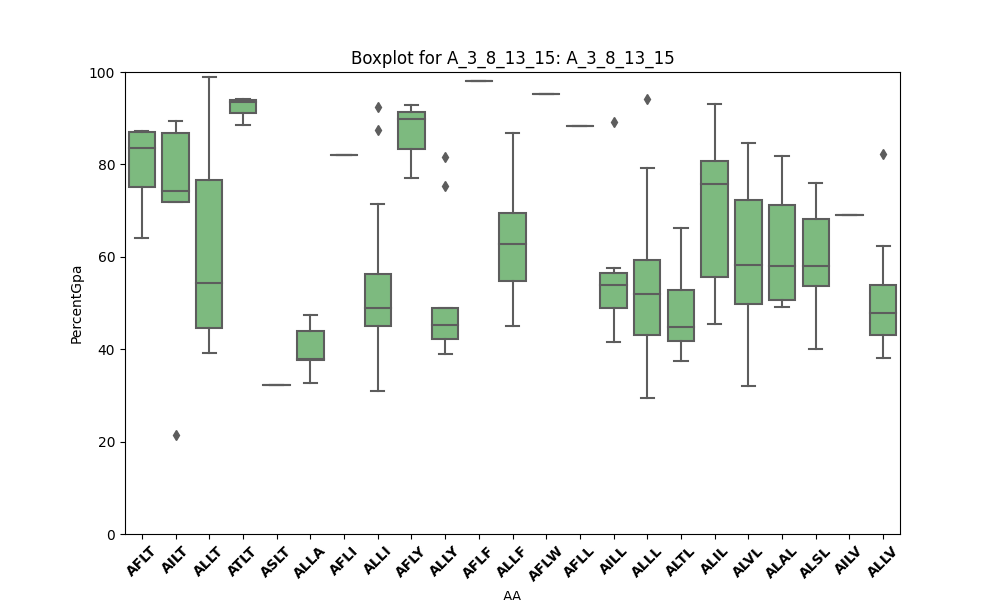 Boxplot for A_3_8_13_15: A_3_8_13_15
100
80
60
40
20
0
PercentGpa
AFLT AILT ALLT ATLT ASLT ALLA AFLI ALLI AFLY ALLY AFLF ALLF AFLW AFLL AILL ALLL ALTL ALIL ALVL ALAL ALSL AILV ALLV
AA